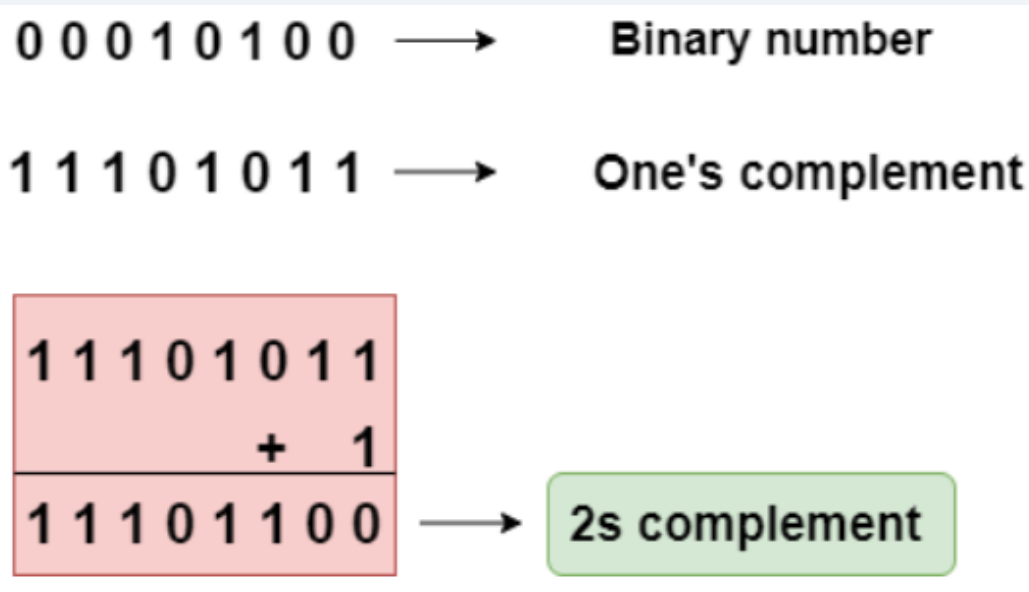 0 0 0 1 0 1 0 0 Binary number
1 1 1 0 1 0 1 1 One's complement
1 1 1 0 1 0 1 1
+ 1
1 1 1 0 1 1 0 0 2s complement